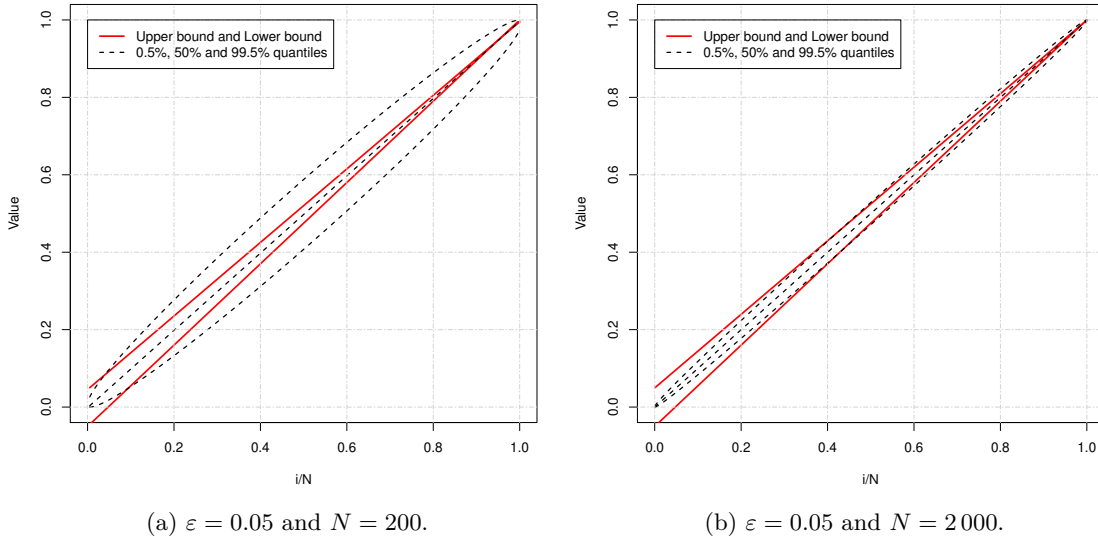 Upper bound and Lower bound
0.5%, 50% and 99.5% quantiles
Value
0.0
0.2
0.4
0.6
0.8
1.0
0.0 0.2 0.4 0.6 0.8 1.0
i/N
(a) ε = 0.05 and N = 200.
Upper bound and Lower bound
0.5%, 50% and 99.5% quantiles
Value
0.0
0.2
0.4
0.6
0.8
1.0
0.0 0.2 0.4 0.6 0.8 1.0
i/N
(b) ε = 0.05 and N = 2 000.